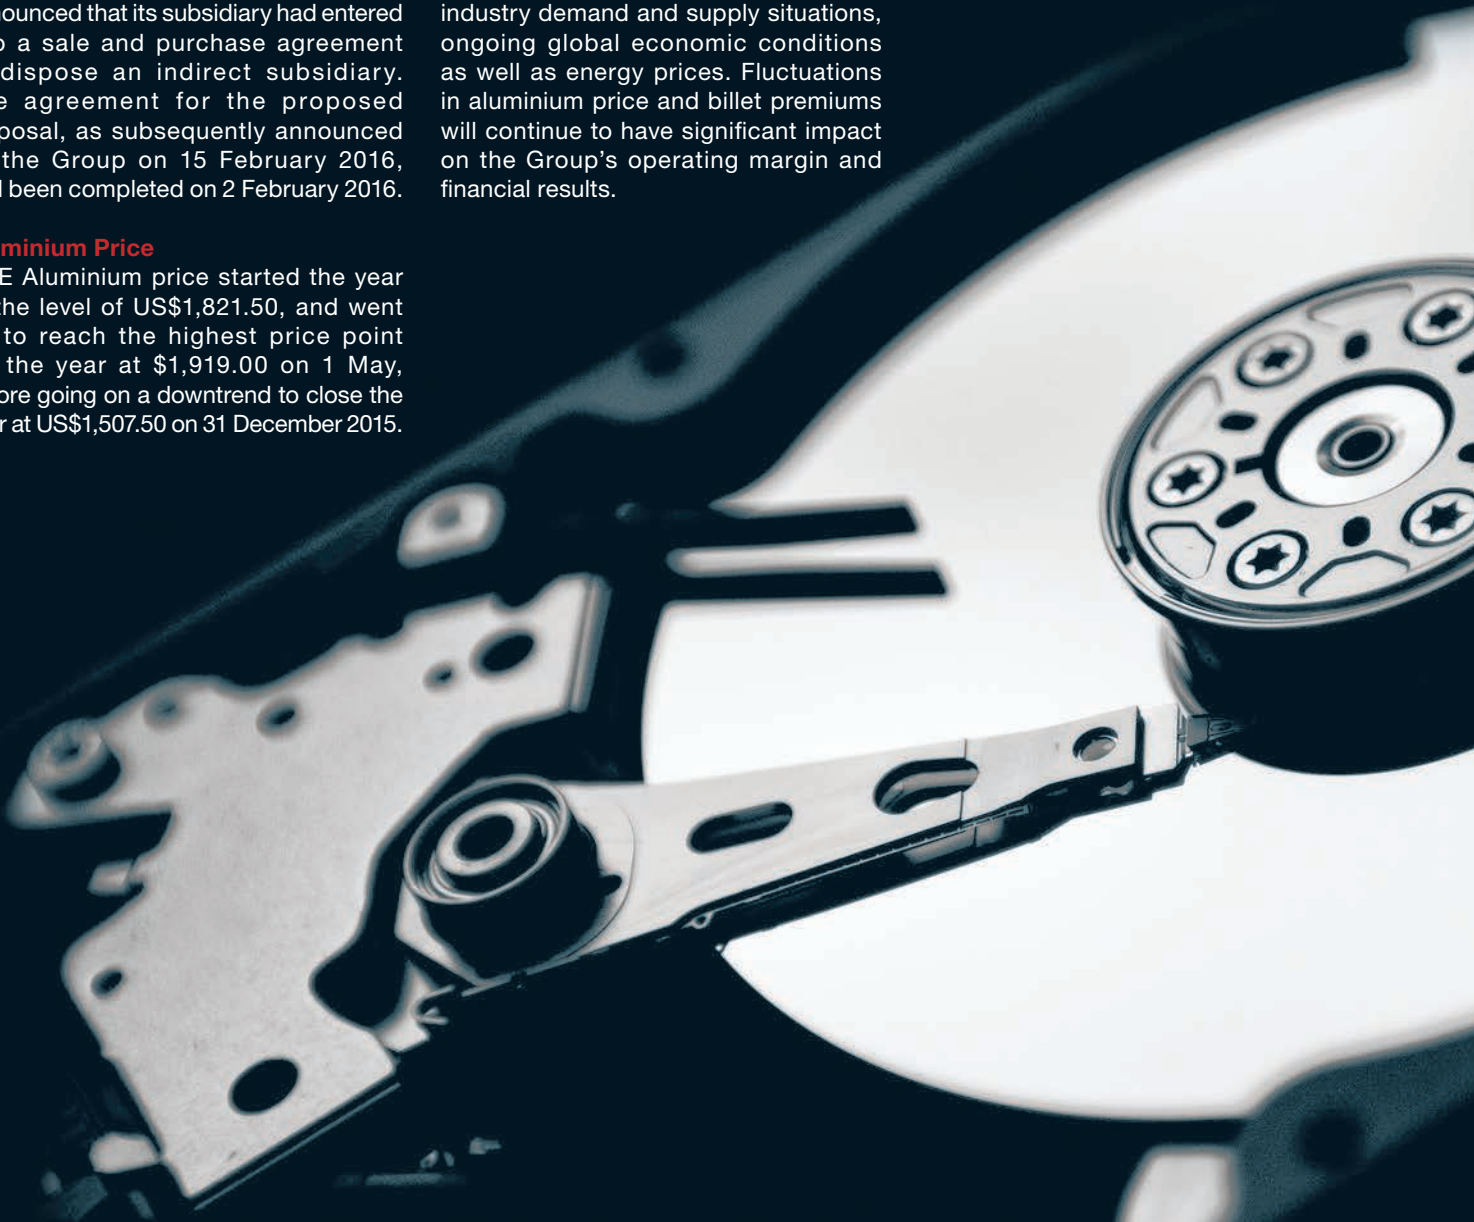 nounced that its subsidiary had entered
a sale and purchase agreement
dispose an indirect subsidiary.
agreement for the proposed
posal, as subsequently announced
the Group on 15 February 2016,
been completed on 2 February 2016.
minium Price
E Aluminium price started the year
the level of US$1,821.50, and went
to reach the highest price point
the year at $1,919.00 on 1 May,
ore going on a downtrend to close the
r at US$1,507.50 on 31 December 2015.
industry demand and supply situations,
ongoing global economic conditions
as well as energy prices. Fluctuations
in aluminium price and billet premiums
will continue to have significant impact
on the Group's operating margin and
financial results.